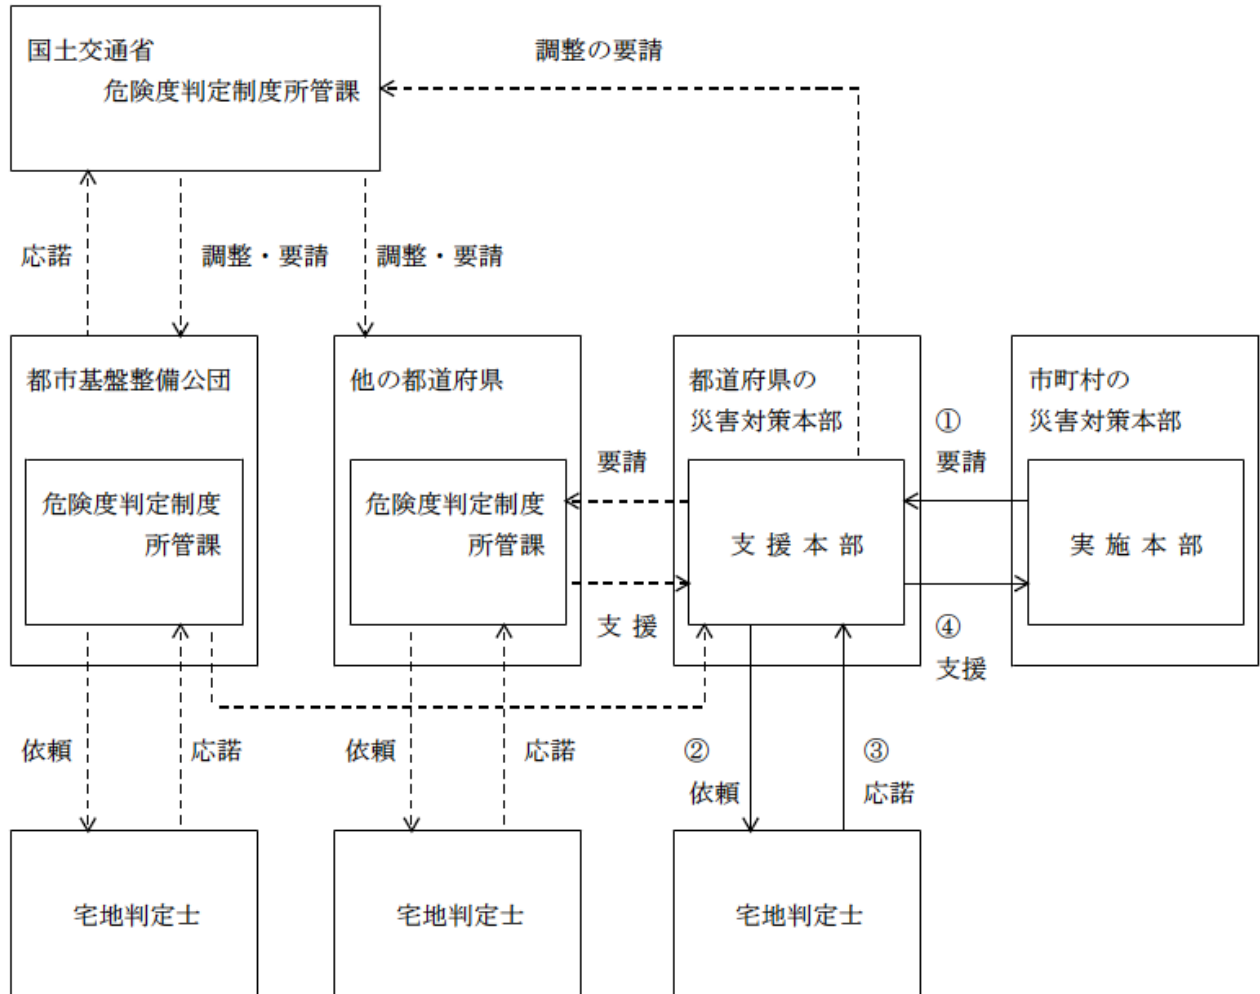 国土交通省
危険度判定制度所管課
調整の要請
応諾
調整・要請
調整・要請
都市基盤整備公団
危険度判定制度
所管課
他の都道府県
危険度判定制度
所管課
要請
支 援
都道府県の
災害対策本部
支 援 本 部
①
要請
④
支援
市町村の
災害対策本部
実 施 本 部
依頼
応諾
依頼
応諾
②
依頼
③
応諾
宅地判定士
宅地判定士
宅地判定士